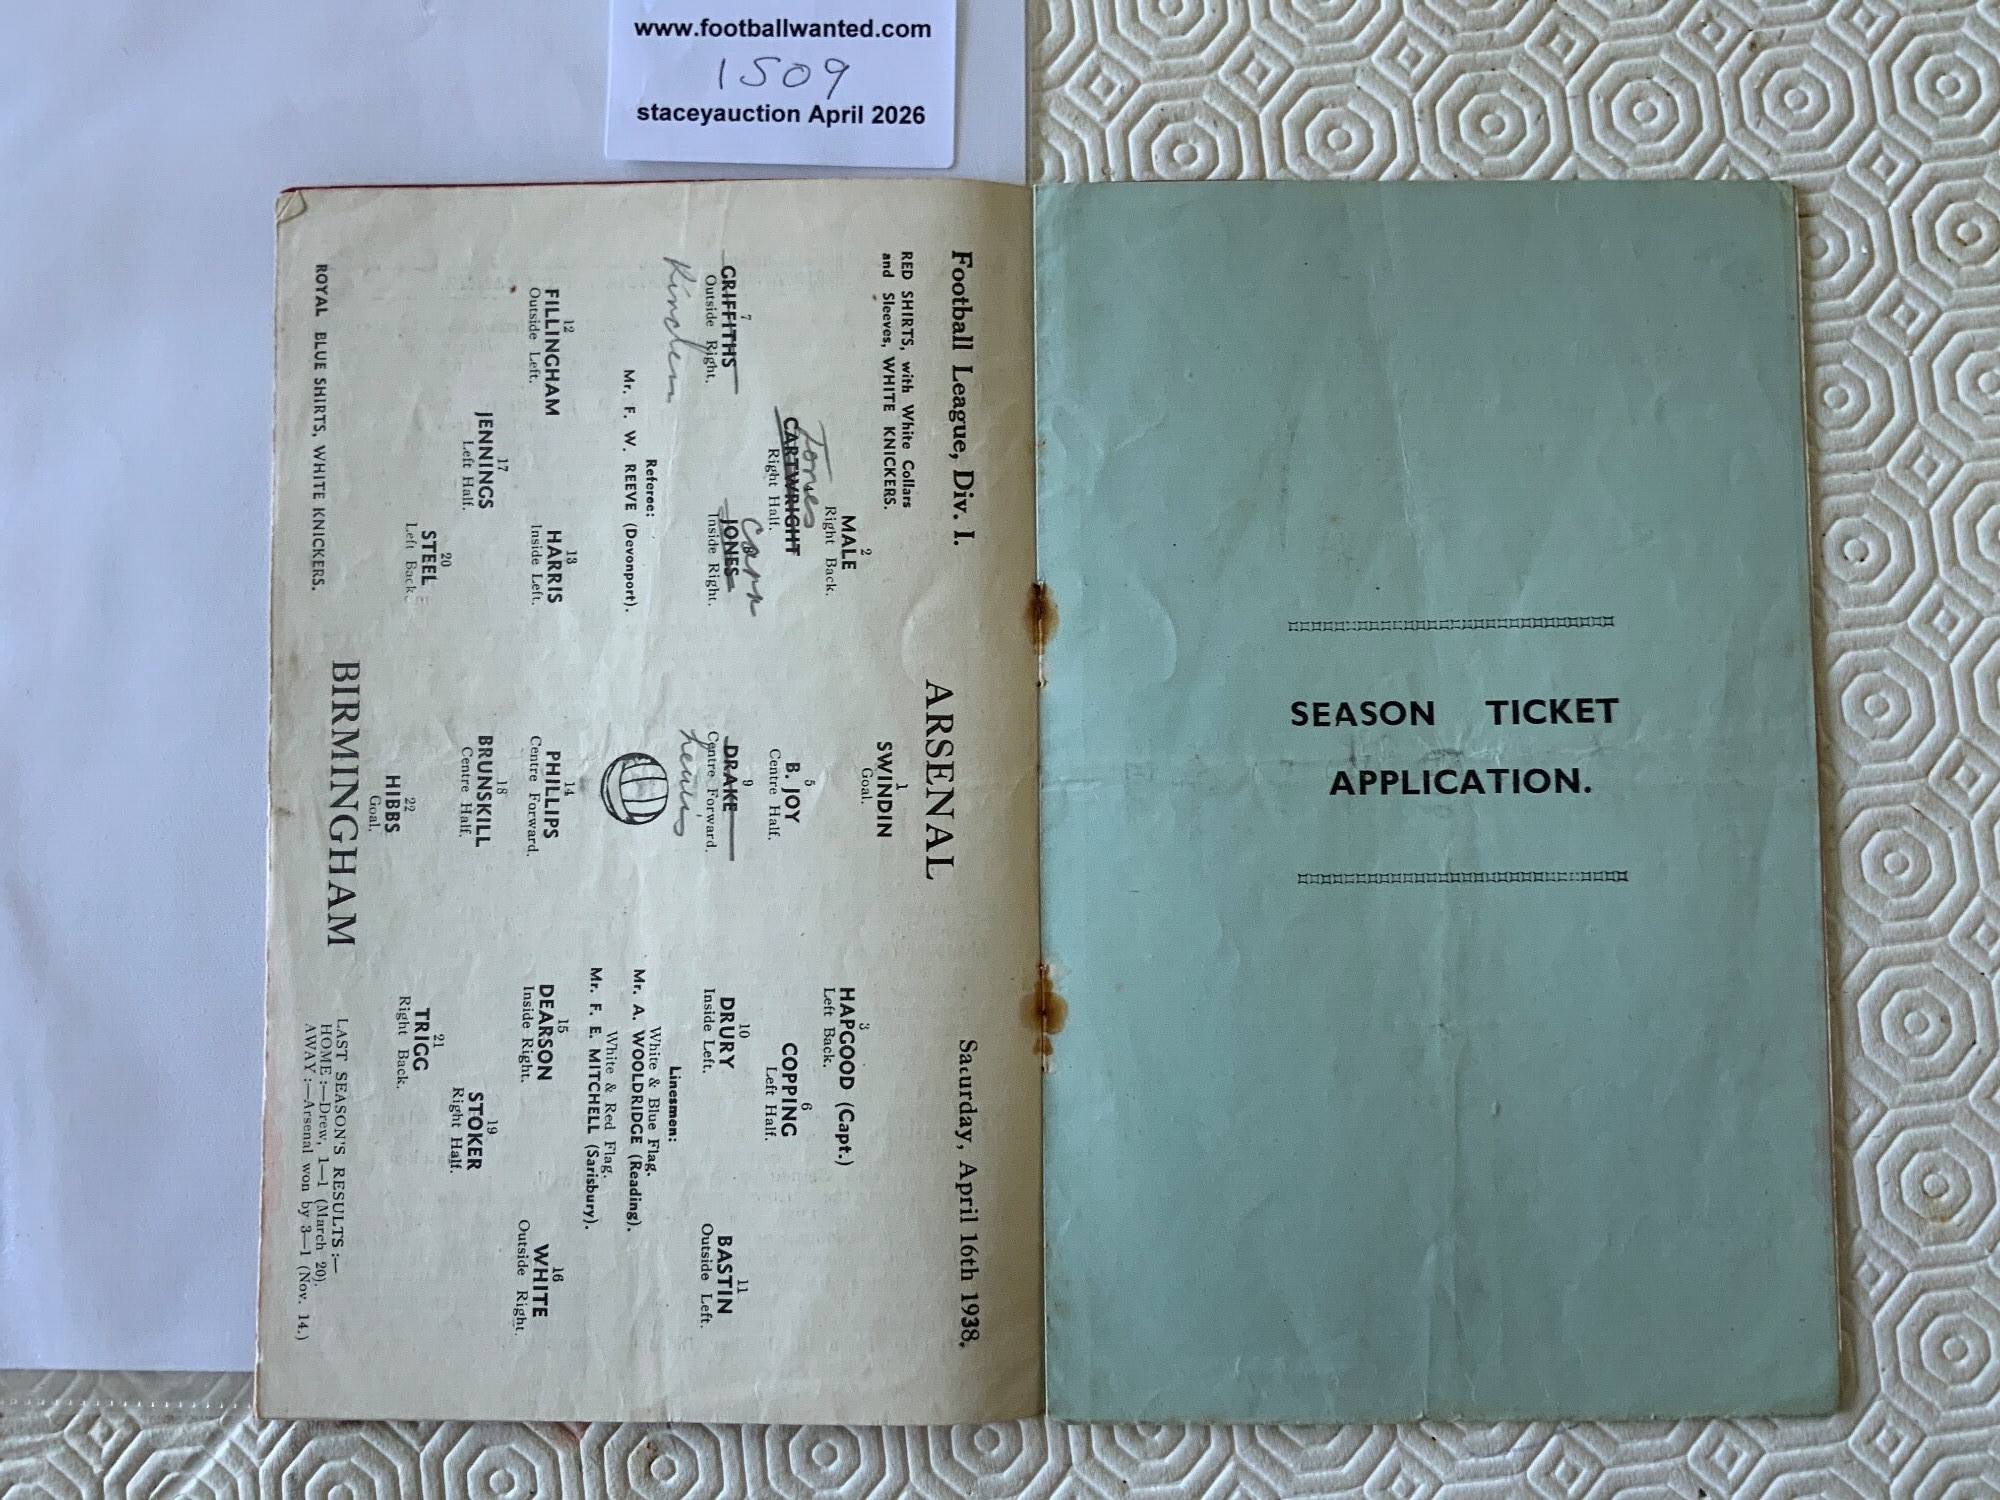 www.footballwanted.com
1509
staceyauction April 2026
Football League, Div. I.
Saturday, April 16th 1938.
ARSENAL
RED SHIRTS, with White Collars
and Sleeves, WHITE KNICKERS.
1
SWINDIN
Goal.
2
MALE
Right Back.
3
HAPGOOD (Capt.)
Left Back.
Jones
4
CARTWRIGHT
Right Half.
5
B. JOY
Centre Half.
6
COPPING
Left Half.
7
GRIFFITHS
Outside Right.
Carr
JONES
Inside Right.
9
DRAKE
Centre Forward.
Lewis
10
DRURY
Inside Left.
11
BASTIN
Outside Left.
Referee:
Mr. F. W. REEVE (Devonport).
Linesmen:
White & Blue Flag.
Mr. A. WOOLDRIDGE (Reading).
White & Red Flag.
Mr. F. E. MITCHELL (Sarisbury).
12
FILLINGHAM
Outside Left.
13
HARRIS
Inside Left.
14
PHILLIPS
Centre Forward.
15
DEARSON
Inside Right.
16
WHITE
Outside Right.
17
JENNINGS
Left Half.
18
BRUNSKILL
Centre Half.
19
STOKER
Right Half.
20
STEEL
Left Back.
21
TRIGG
Right Back.
22
HIBBS
Goal.
ROYAL BLUE SHIRTS, WHITE KNICKERS.
BIRMINGHAM
LAST SEASON'S RESULTS :—
HOME :—Drew, 1—1 (March 20).
AWAY :—Arsenal won by 3—1 (Nov. 14.)
SEASON TICKET
APPLICATION.